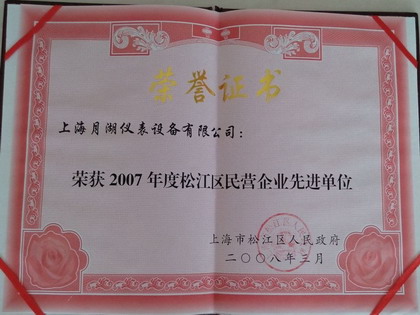 荣誉证书
上海月湖仪表设备有限公司：
荣获2007年度松江区民营企业先进单位
上海市松江区人民政府
二〇〇八年三月